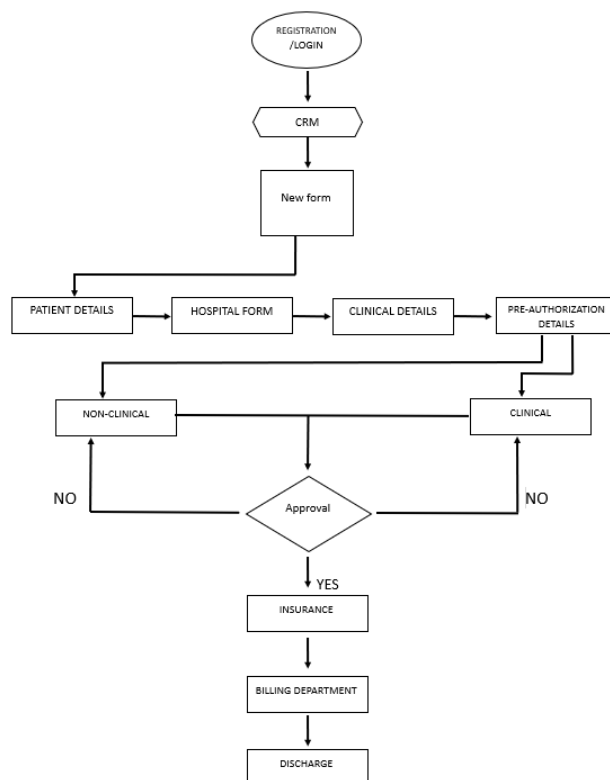 REGISTRATION
/LOGIN
CRM
New form
PATIENT DETAILS
HOSPITAL FORM
CLINICAL DETAILS
PRE-AUTHORIZATION
DETAILS
NON-CLINICAL
CLINICAL
NO
Approval
NO
YES
INSURANCE
BILLING DEPARTMENT
DISCHARGE